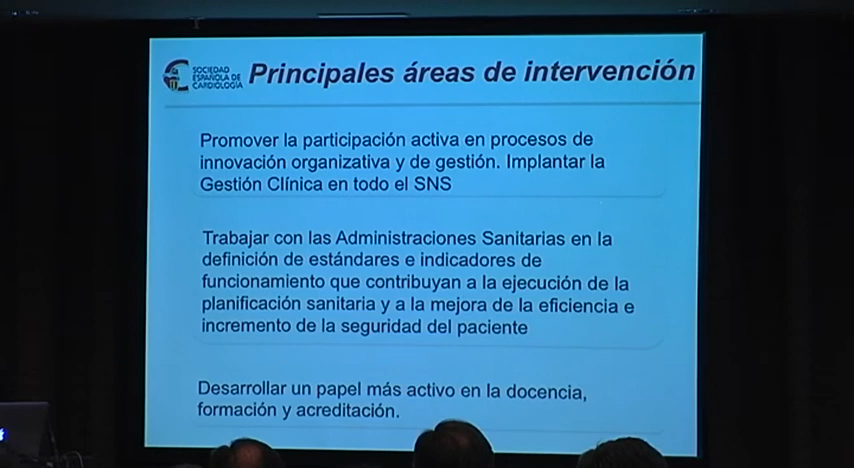 SOCIEDAD
ESPAÑOLA DE
CARDIOLOGÍA
Principales áreas de intervención
Promover la participación activa en procesos de
innovación organizativa y de gestión. Implantar la
Gestión Clínica en todo el SNS
Trabajar con las Administraciones Sanitarias en la
definición de estándares e indicadores de
funcionamiento que contribuyan a la ejecución de la
planificación sanitaria y a la mejora de la eficiencia e
incremento de la seguridad del paciente
Desarrollar un papel más activo en la docencia,
formación y acreditación.